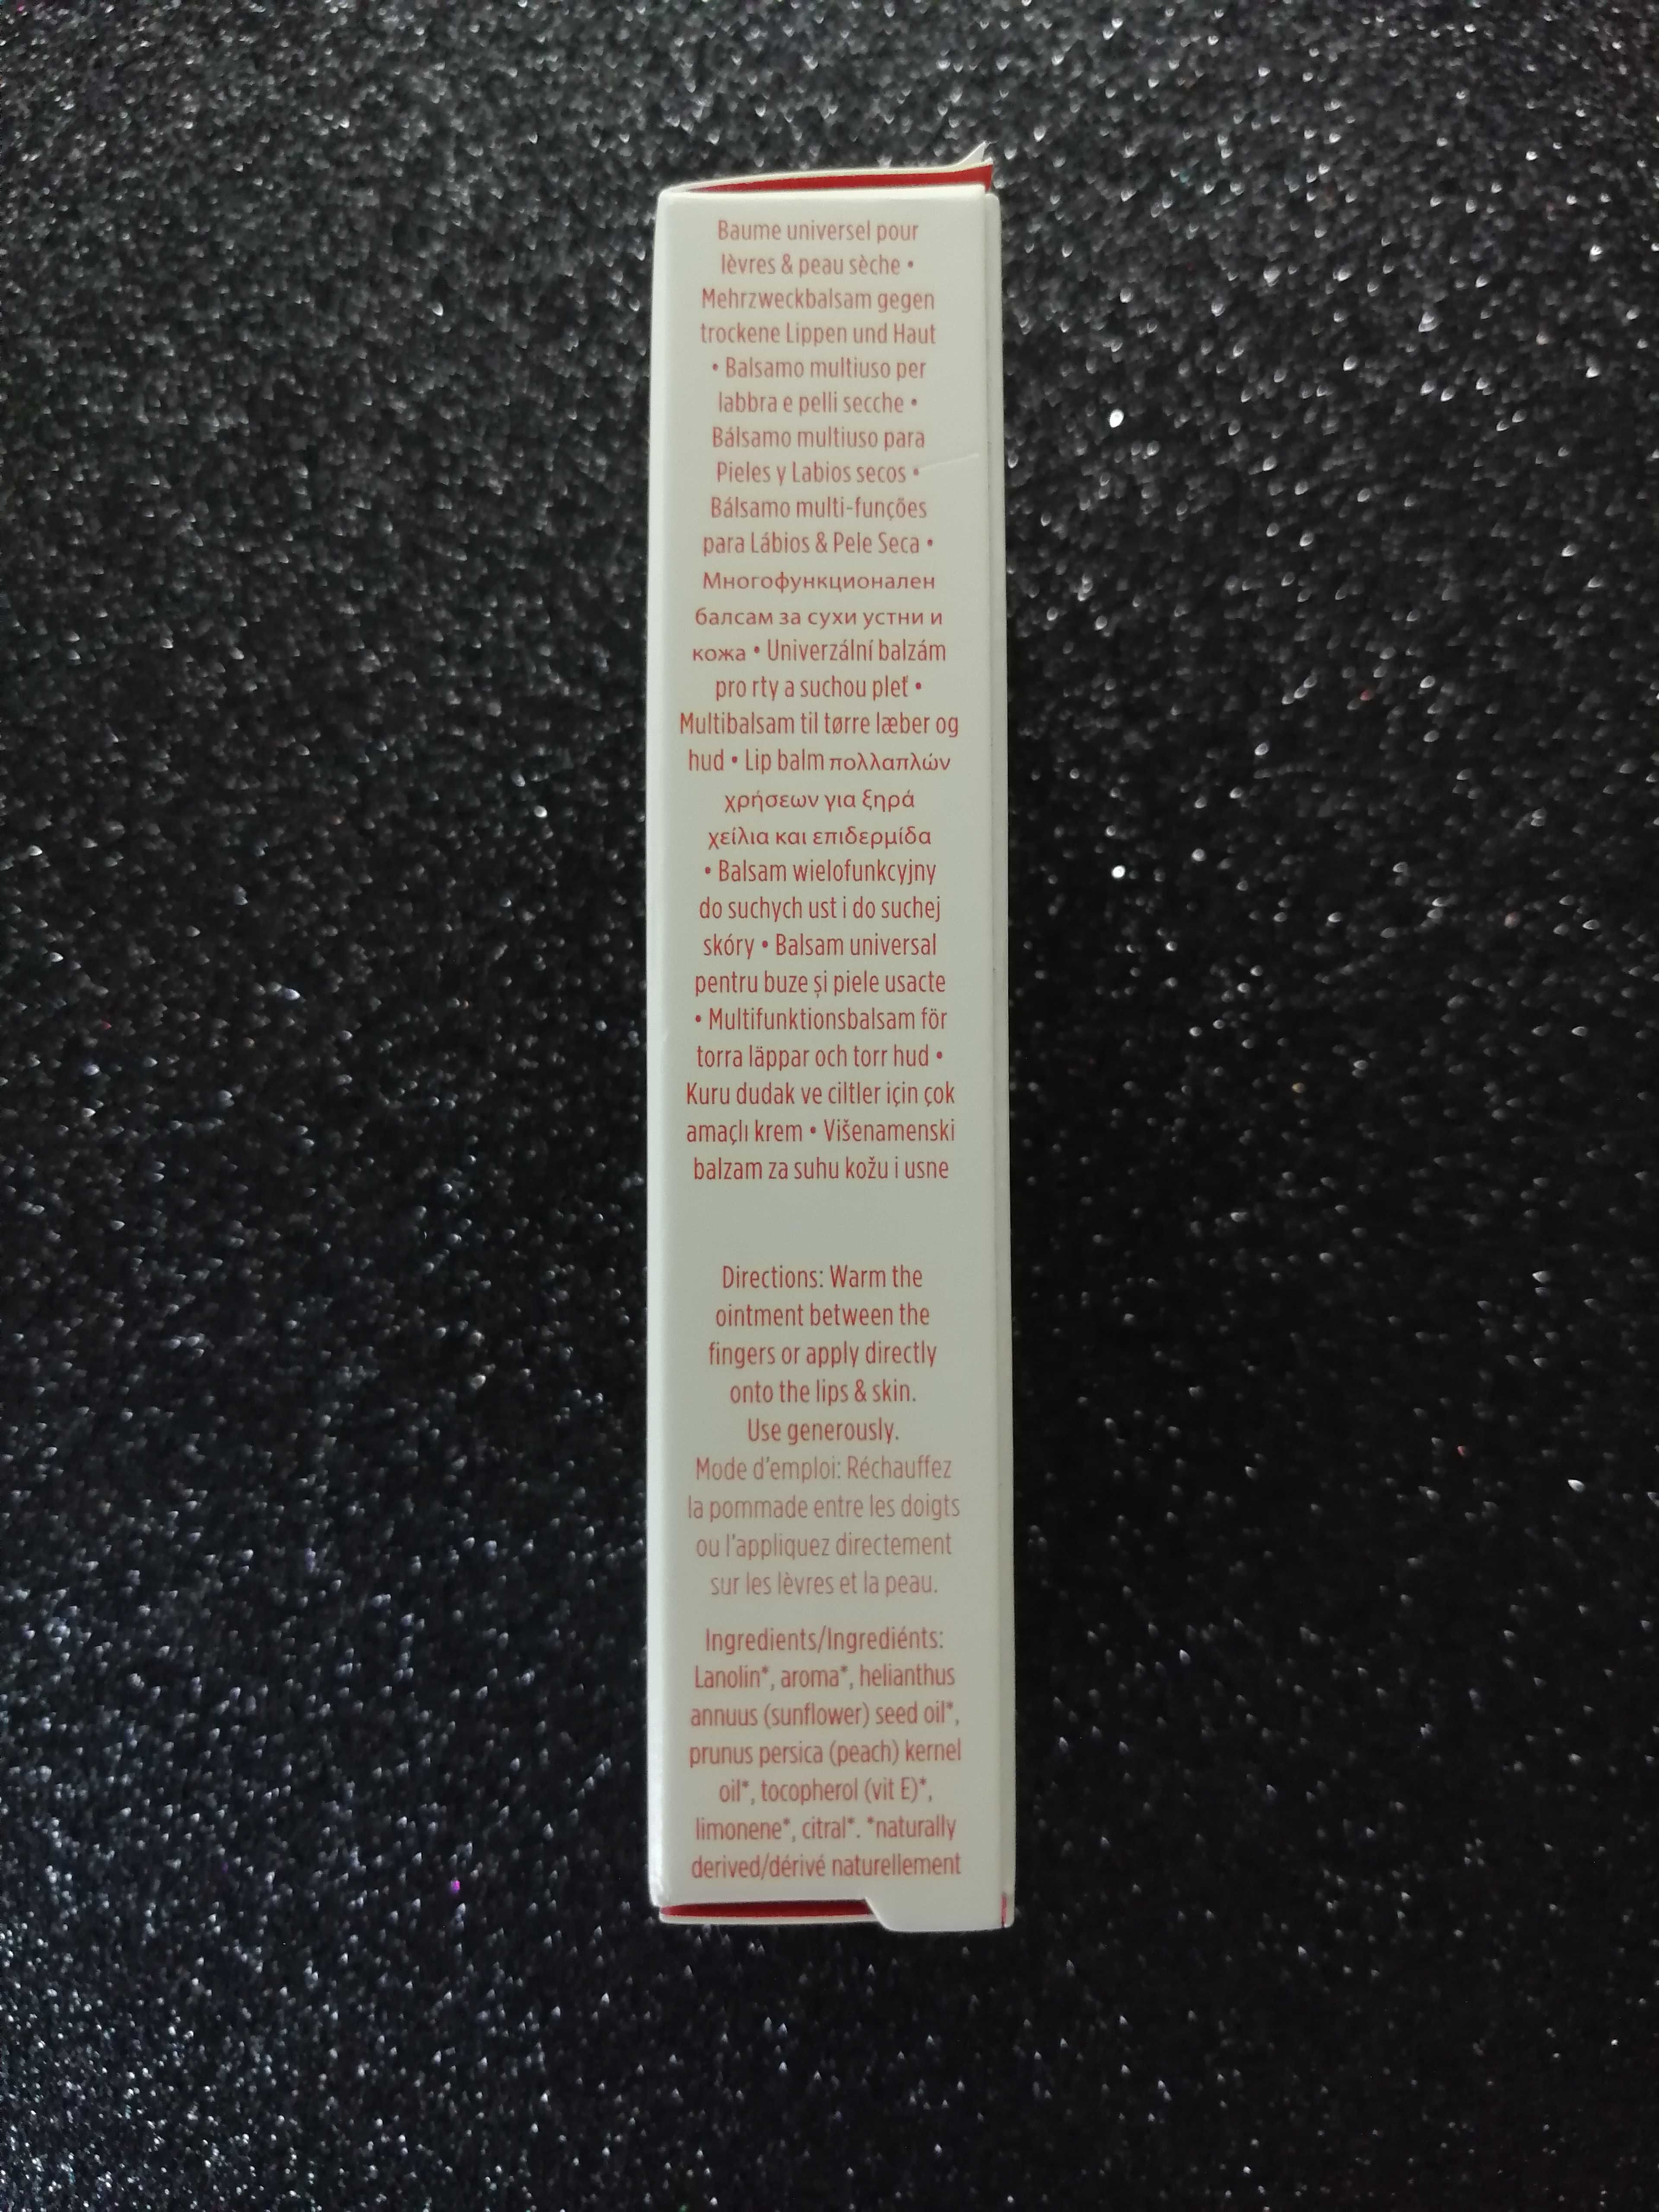 Baume universel pour
lèvres & peau sèche •
Mehrzweckbalsam gegen
trockene Lippen und Haut
• Balsamo multiuso per
labbra e pelli secche •
Bálsamo multiuso para
Pieles y Labios secos •
Bálsamo multi-funções
para Lábios & Pele Seca •
Многофункционален
балсам за сухи устни и
кожа • Univerzální balzám
pro rty a suchou pleť •
Multibalsam til tørre læber og
hud • Lip balm πολλαπλών
χρήσεων για ξηρά
χείλια και επιδερμίδα
• Balsam wielofunkcyjny
do suchych ust i do suchej
skóry • Balsam universal
pentru buze și piele usacte
• Multifunktionsbalsam för
torra läppar och torr hud •
Kuru dudak ve ciltler için çok
amaçlı krem • Višenamenski
balzam za suhu kožu i usne
Directions: Warm the
ointment between the
fingers or apply directly
onto the lips & skin.
Use generously.
Mode d'emploi: Réchauffez
la pommade entre les doigts
ou l'appliquez directement
sur les lèvres et la peau.
Ingredients/Ingrediénts:
Lanolin*, aroma*, helianthus
annuus (sunflower) seed oil*,
prunus persica (peach) kernel
oil*, tocopherol (vit E)*,
limonene*, citral*. *naturally
derived/dérivé naturellement